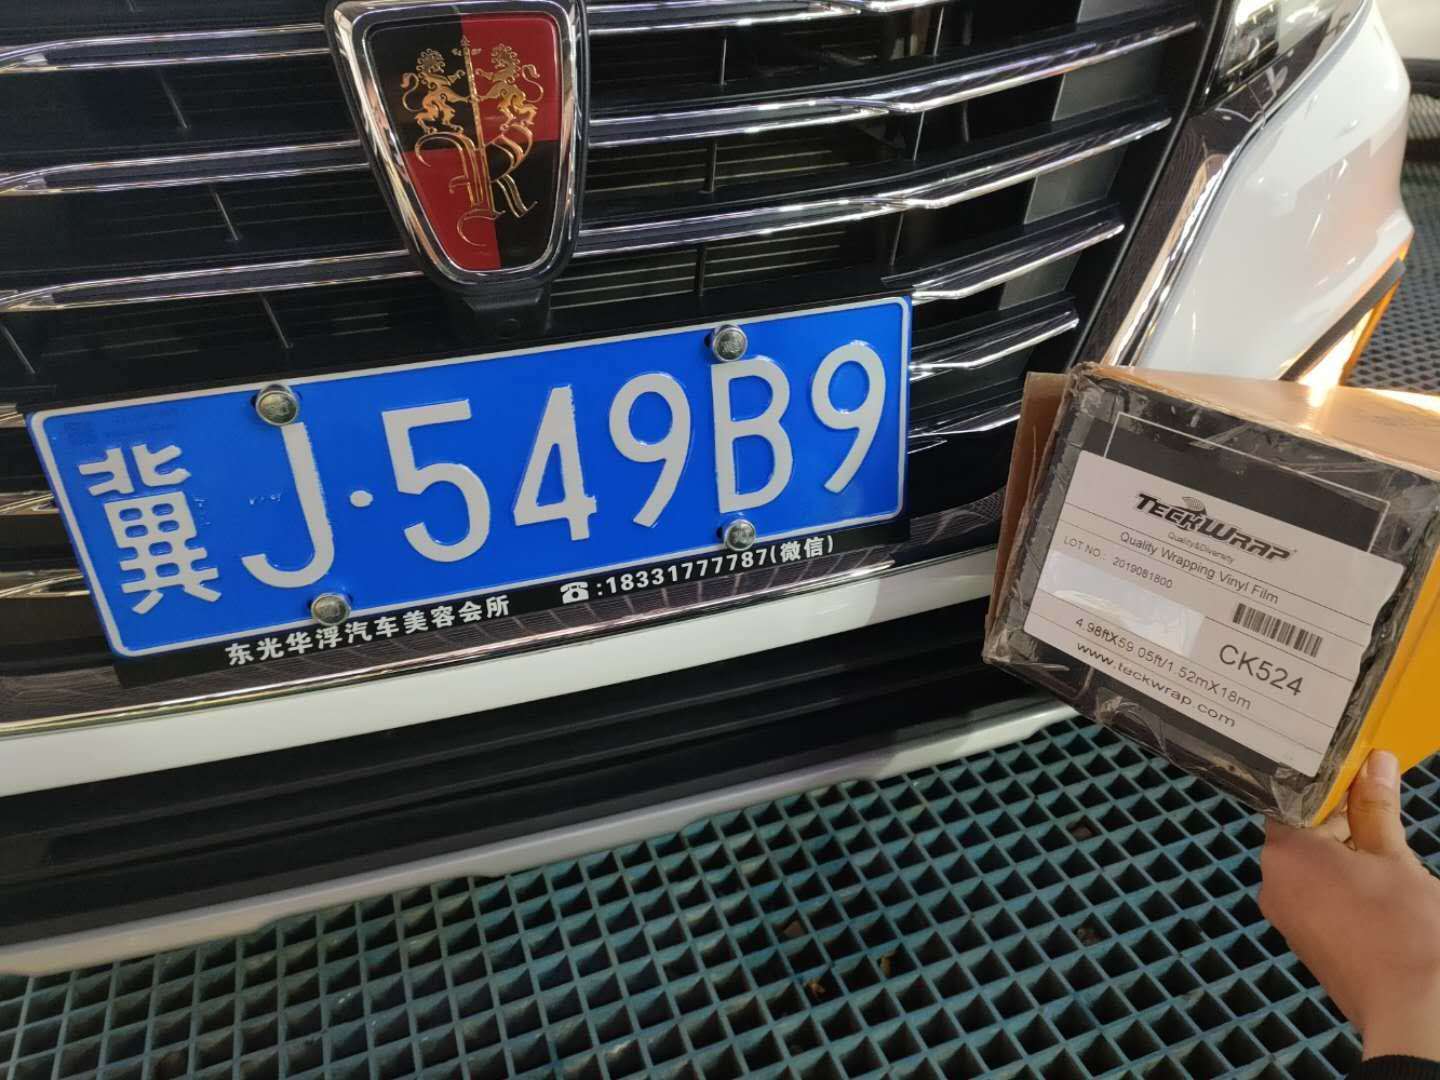 冀J·549B9
东光华浮汽车美容会所 ☎:18331777787(微信)
TECKWRAP
Quality&Diversity
Quality Wrapping Vinyl Film
LOT NO.: 2019081800
CK524
4.98ftX59.05ft/1.52mX18m
www.teckwrap.com